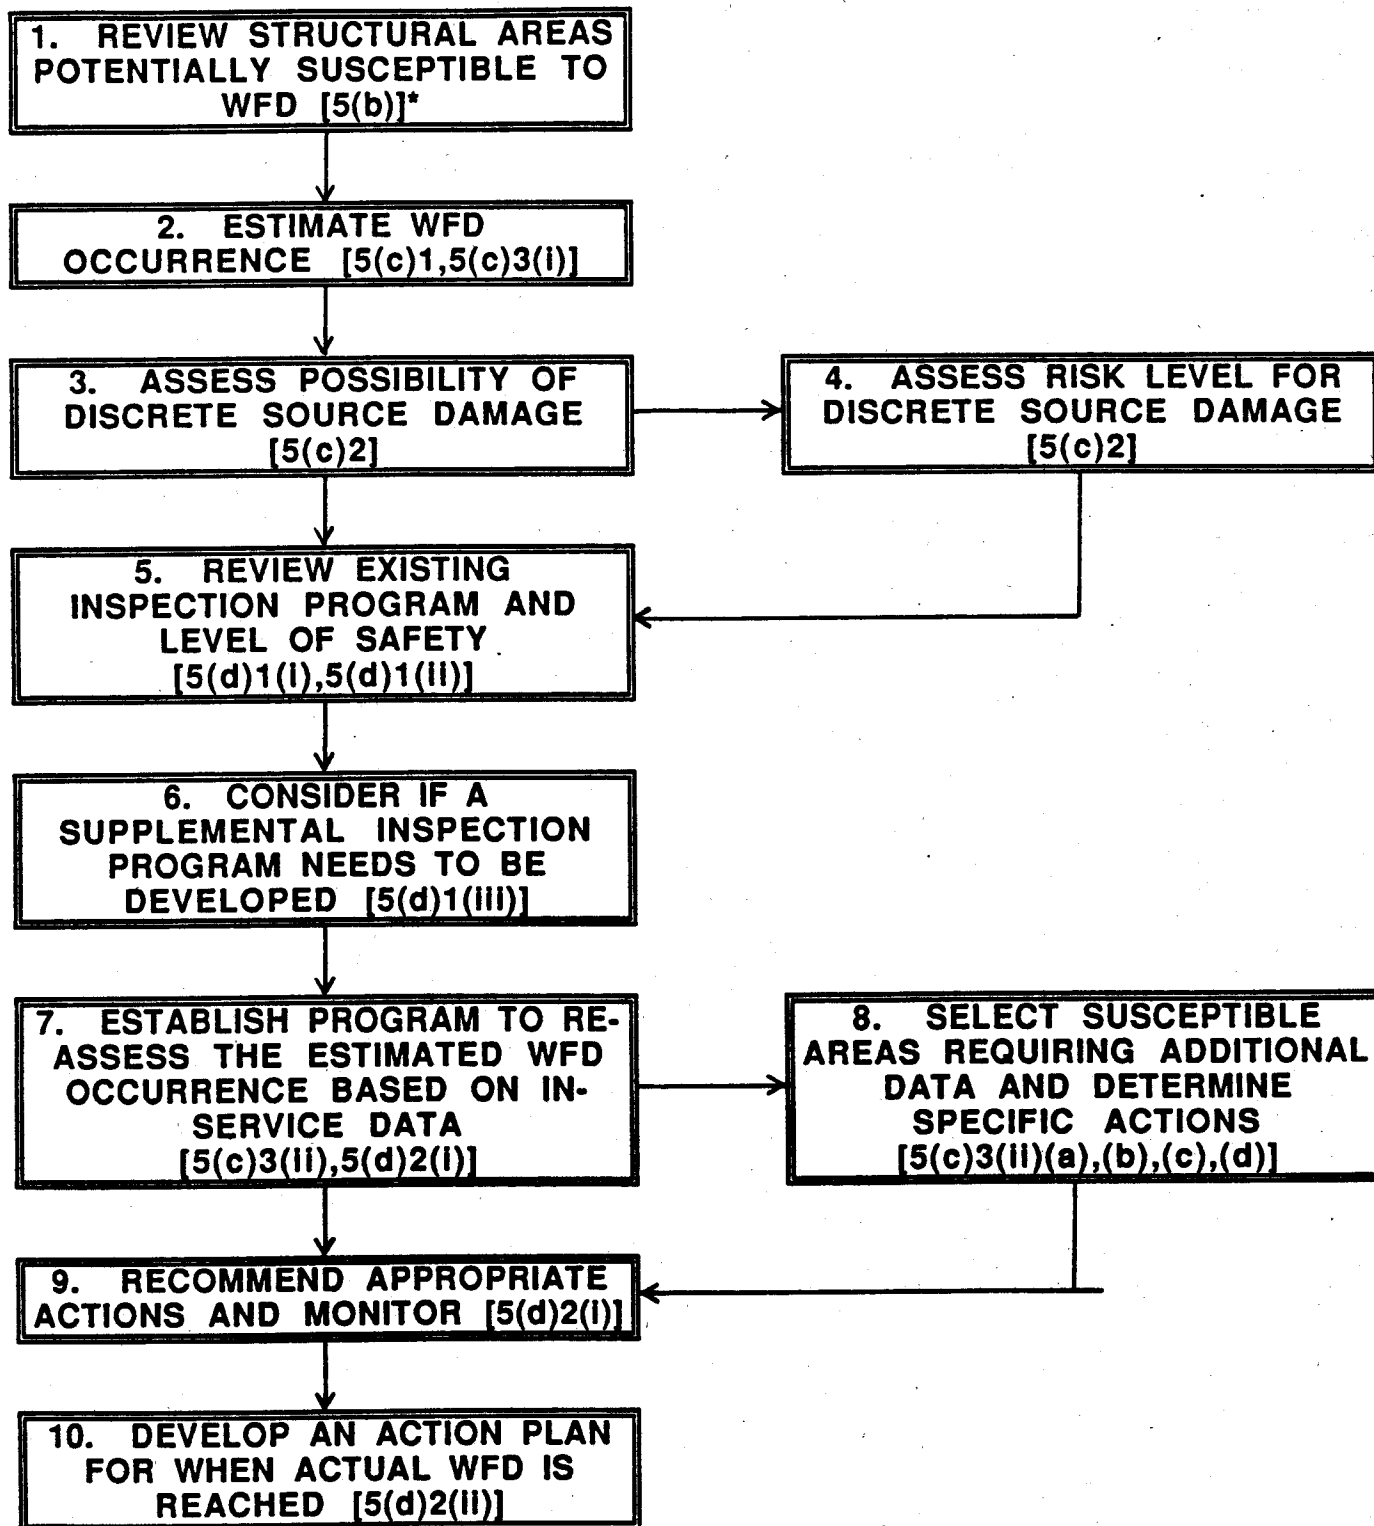 1. REVIEW STRUCTURAL AREAS
POTENTIALLY SUSCEPTIBLE TO
WFD [5(b)]*
2. ESTIMATE WFD
OCCURRENCE [5(c)1,5(c)3(i)]
3. ASSESS POSSIBILITY OF
DISCRETE SOURCE DAMAGE
[5(c)2]
4. ASSESS RISK LEVEL FOR
DISCRETE SOURCE DAMAGE
[5(c)2]
5. REVIEW EXISTING
INSPECTION PROGRAM AND
LEVEL OF SAFETY
[5(d)1(i),5(d)1(ii)]
6. CONSIDER IF A
SUPPLEMENTAL INSPECTION
PROGRAM NEEDS TO BE
DEVELOPED [5(d)1(iii)]
7. ESTABLISH PROGRAM TO RE-
ASSESS THE ESTIMATED WFD
OCCURRENCE BASED ON IN-
SERVICE DATA
[5(c)3(ii),5(d)2(i)]
8. SELECT SUSCEPTIBLE
AREAS REQUIRING ADDITIONAL
DATA AND DETERMINE
SPECIFIC ACTIONS
[5(c)3(ii)(a),(b),(c),(d)]
9. RECOMMEND APPROPRIATE
ACTIONS AND MONITOR [5(d)2(i)]
10. DEVELOP AN ACTION PLAN
FOR WHEN ACTUAL WFD IS
REACHED [5(d)2(ii)]